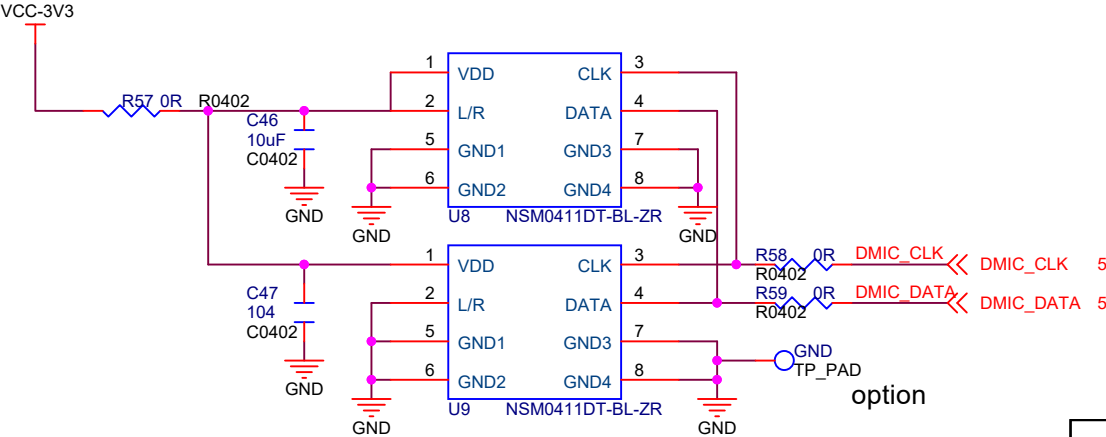 VCC-3V3
R57 0R R0402
C46
10uF
C0402
GND
1 VDD CLK 3
2 L/R DATA 4
5 GND1 GND3 7
6 GND2 GND4 8
U8 NSM0411DT-BL-ZR
GND
GND
C47
104
C0402
GND
1 VDD CLK 3
2 L/R DATA 4
5 GND1 GND3 7
6 GND2 GND4 8
U9 NSM0411DT-BL-ZR
GND
GND
R58 0R DMIC_CLK DMIC_CLK 5
R0402
R59 0R DMIC_DATA DMIC_DATA 5
R0402
GND
TP_PAD
option